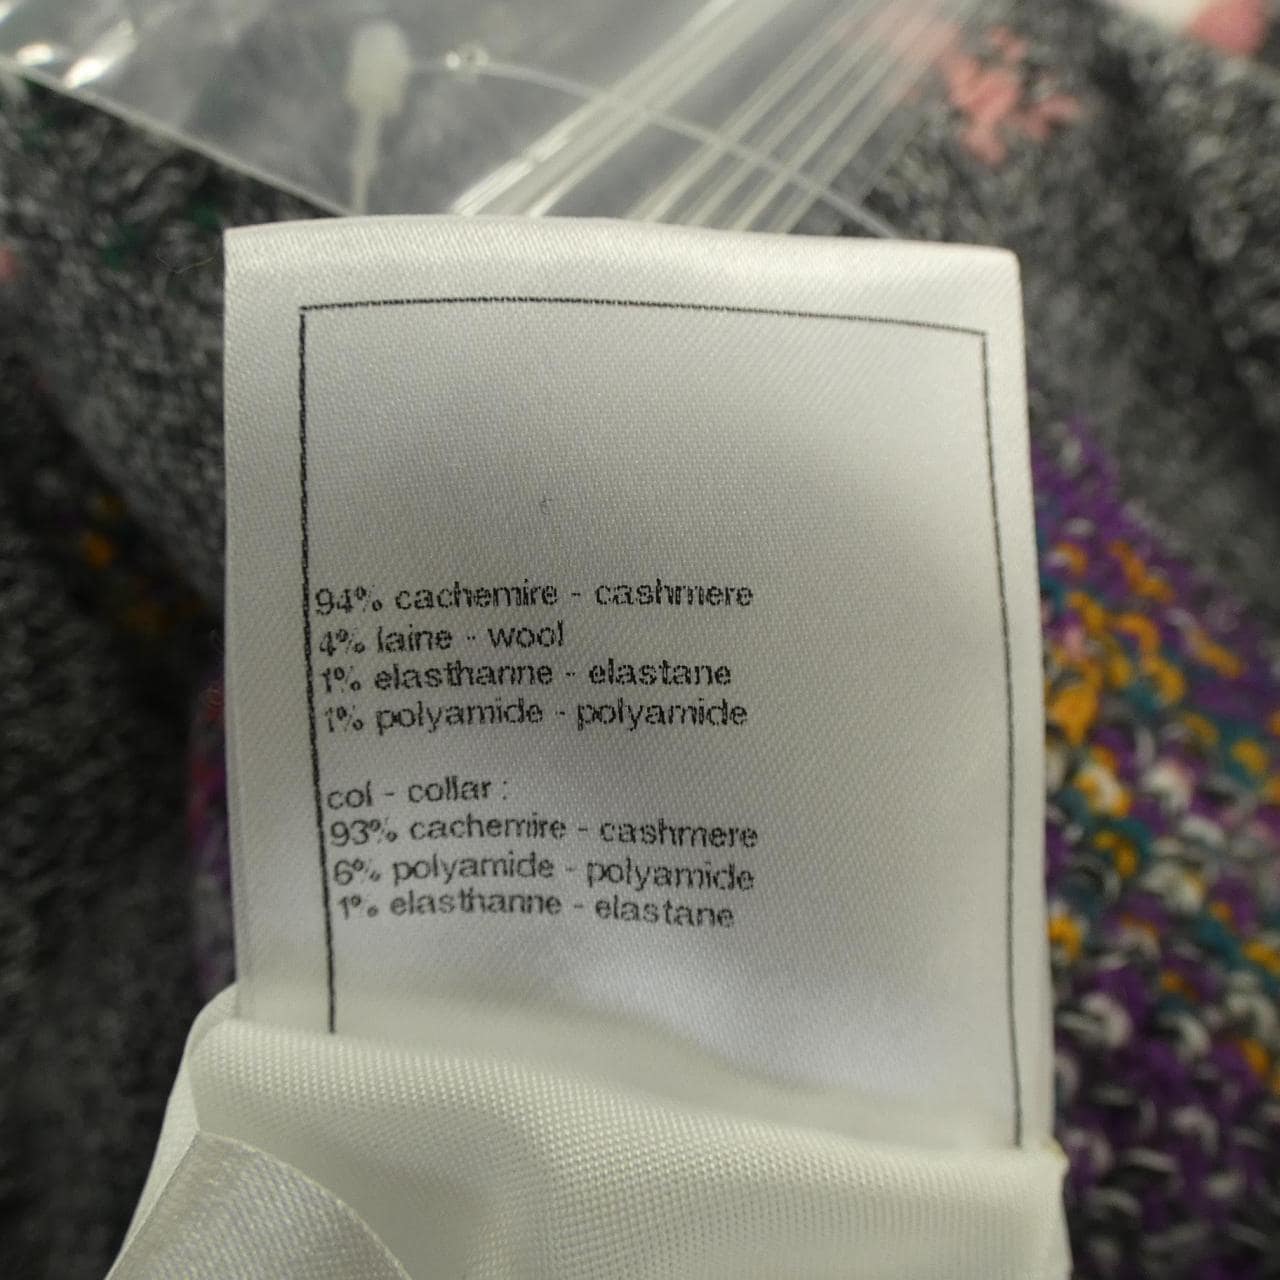 94% cachemire - cashmere
4% laine - wool
1% elasthanne - elastane
1% polyamide - polyamide
col - collar :
93% cachemire - cashmere
6% polyamide - polyamide
1% elasthanne - elastane